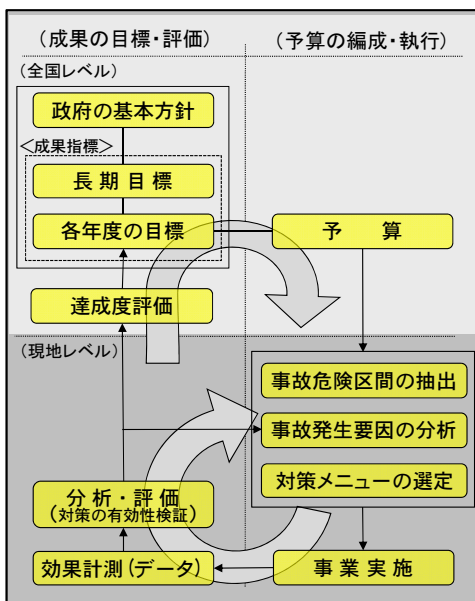 (成果の目標・評価)
(予算の編成・執行)
(全国レベル)
政府の基本方針
<成果指標>
長期目標
各年度の目標
予算
達成度評価
(現地レベル)
事故危険区間の抽出
事故発生要因の分析
対策メニューの選定
分析・評価
(対策の有効性検証)
効果計測(データ)
事業実施